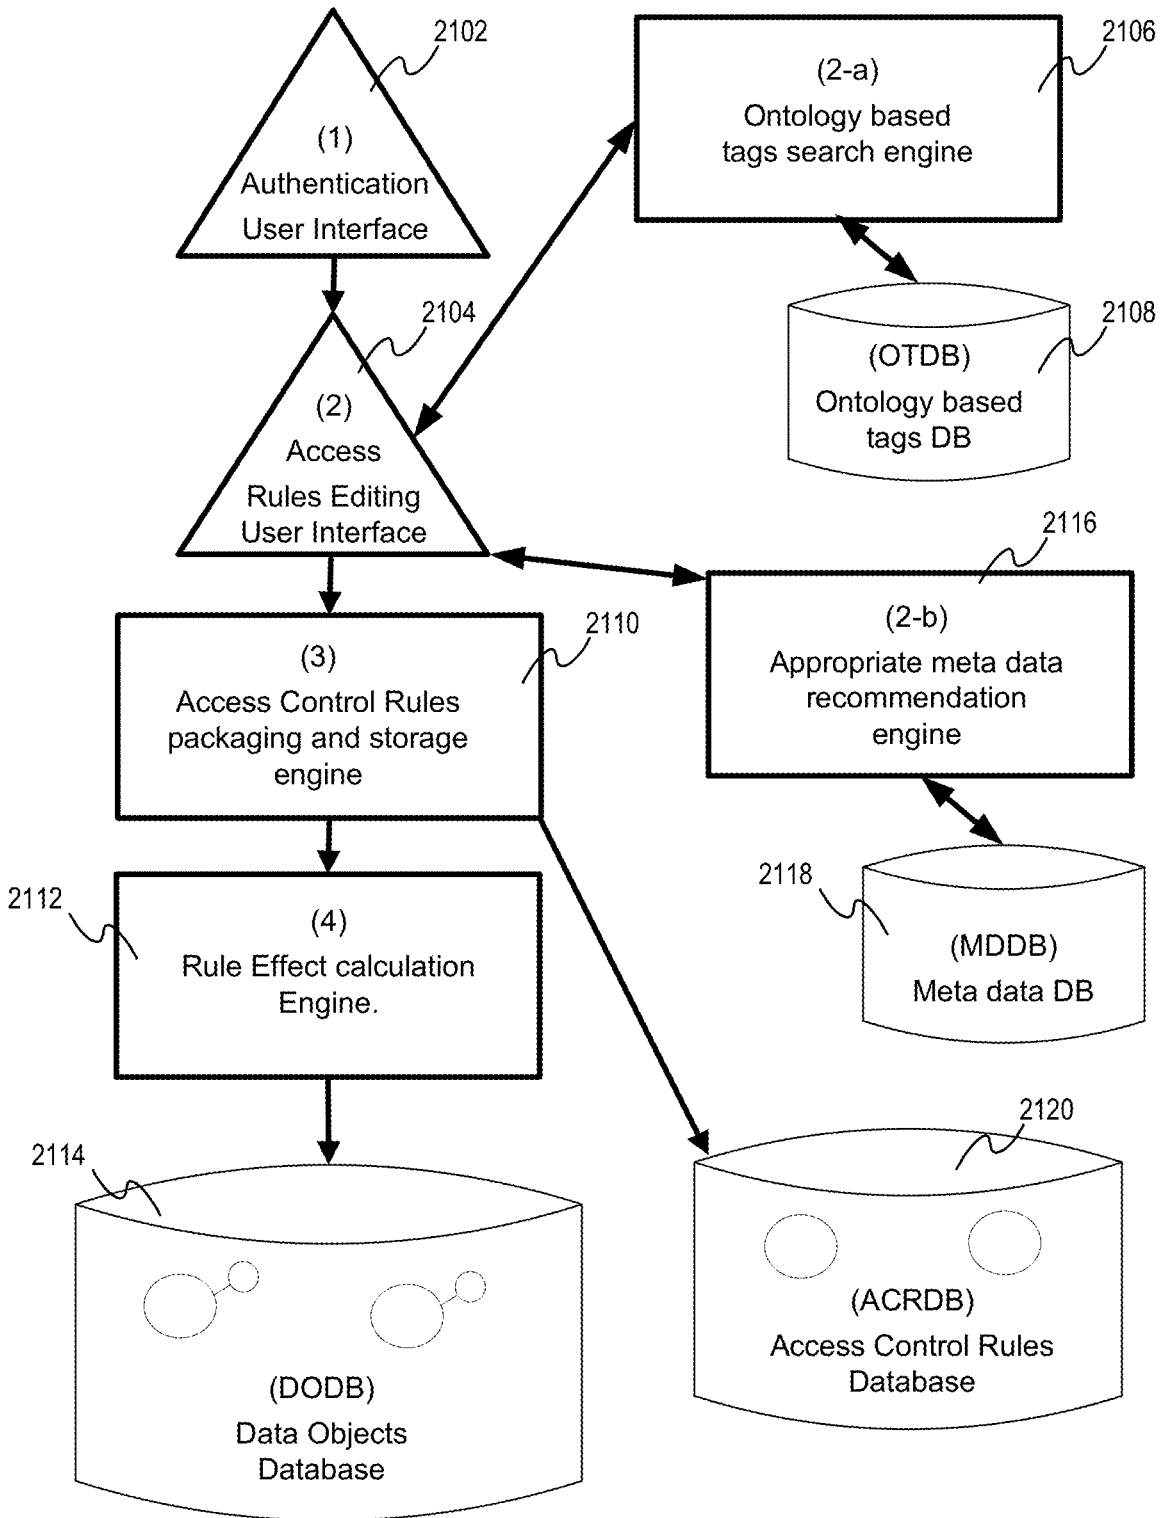 2102
(1)
Authentication
User Interface
2106
(2-a)
Ontology based
tags search engine
2104
(2)
Access
Rules Editing
User Interface
2108
(OTDB)
Ontology based
tags DB
2116
(2-b)
Appropriate meta data
recommendation
engine
2110
(3)
Access Control Rules
packaging and storage
engine
2112
(4)
Rule Effect calculation
Engine.
2118
(MDDB)
Meta data DB
2114
(DODB)
Data Objects
Database
2120
(ACRDB)
Access Control Rules
Database